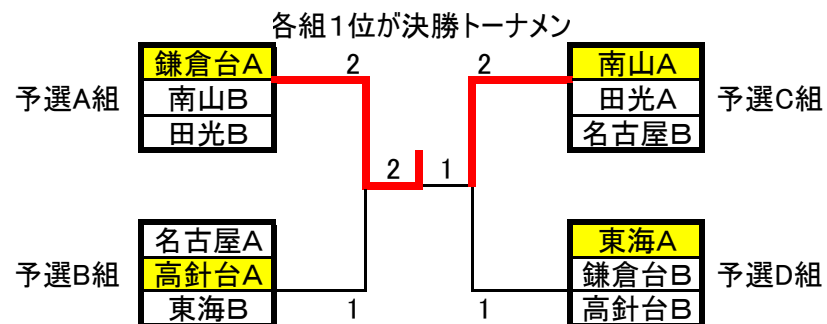 各組1位が決勝トーナメン
鎌倉台A
2
2
南山A
予選A組
南山B
田光A
予選C組
田光B
名古屋B
2
1
名古屋A
東海A
予選B組
高針台A
鎌倉台B
予選D組
東海B
1
1
高針台B